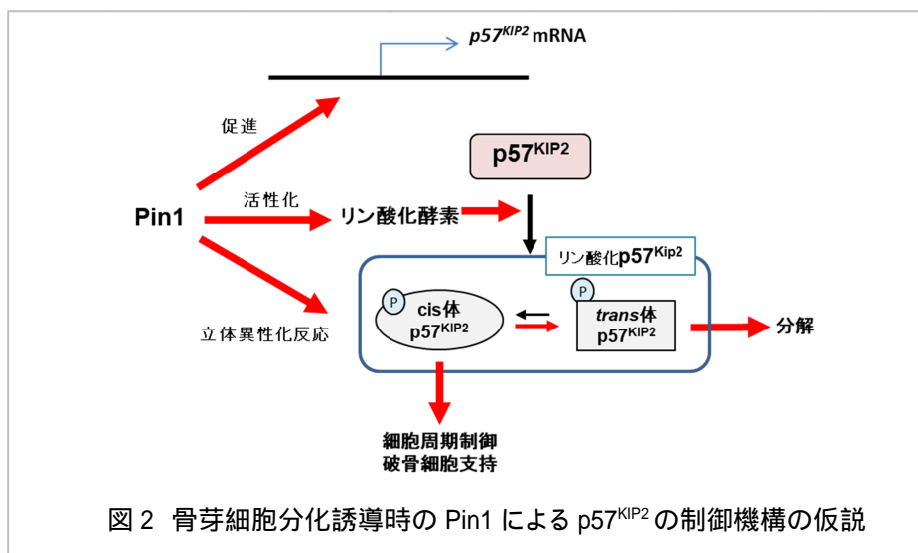 p57KIP2 mRNA
促進
p57KIP2
活性化
Pin1
リン酸化酵素
リン酸化p57Kip2
P
cis体
p57KIP2
P
trans体
p57KIP2
分解
立体異性化反応
細胞周期制御
破骨細胞支持
図 2 骨芽細胞分化誘導時の Pin1 による p57KIP2 の制御機構の仮説